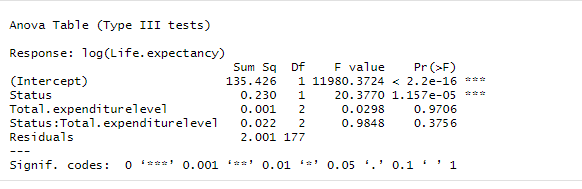 Anova Table (Type III tests)
Response: log(Life.expectancy)
Sum Sq Df F value Pr(>F)
(Intercept) 135.426 1 11980.3724 < 2.2e-16 ***
Status 0.230 1 20.3770 1.157e-05 ***
Total.expenditurelevel 0.001 2 0.0298 0.9706
Status:Total.expenditurelevel 0.022 2 0.9848 0.3756
Residuals 2.001 177
---
Signif. codes: 0 ‘***’ 0.001 ‘**’ 0.01 ‘*’ 0.05 ‘.’ 0.1 ‘ ’ 1